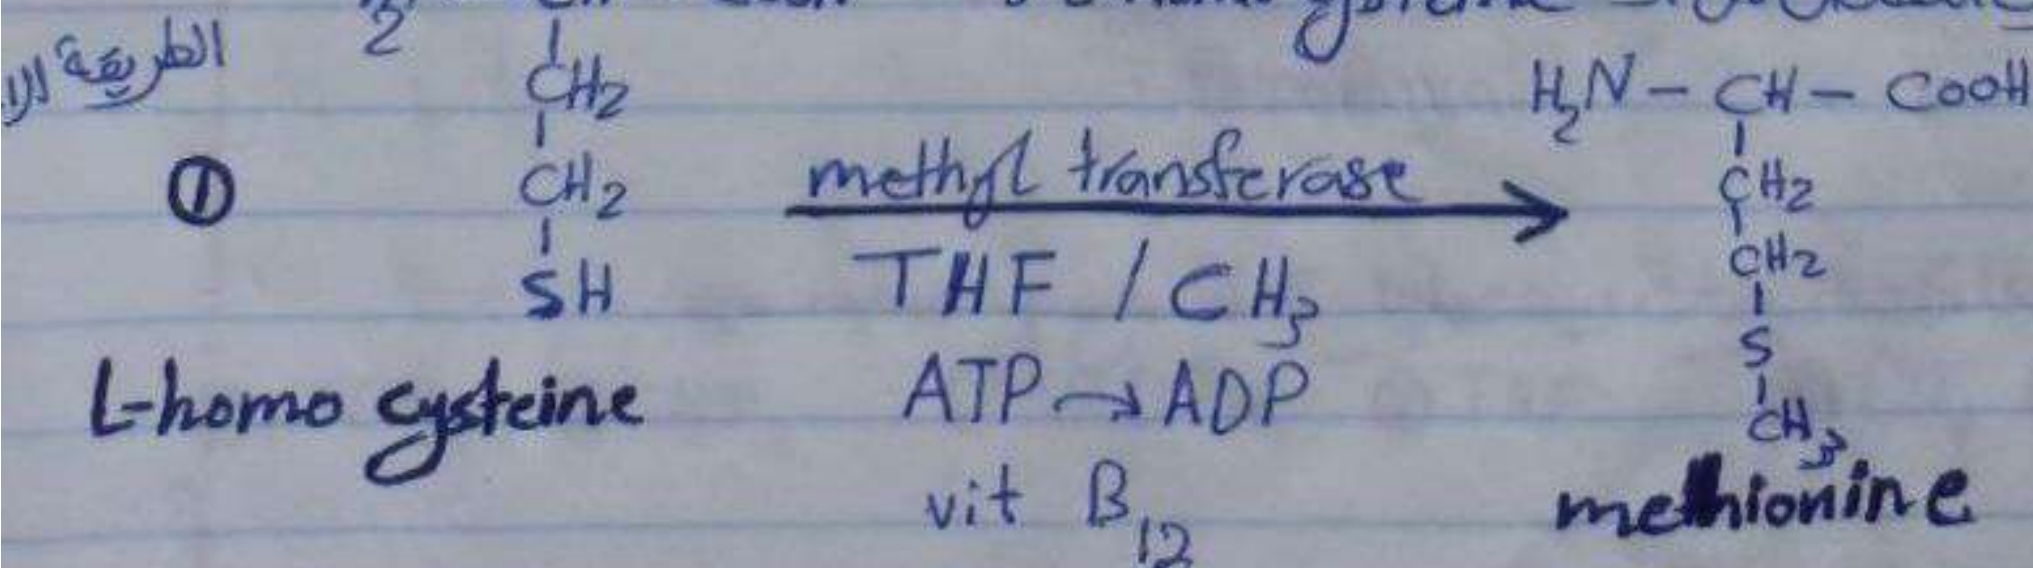 الطريقة
2
CH2
H2N - CH - COOH
①
CH2
methyl transferase
CH2
SH
THF / CH3
CH2
S
L-homo cysteine
ATP → ADP
CH3
vit B12
methionine